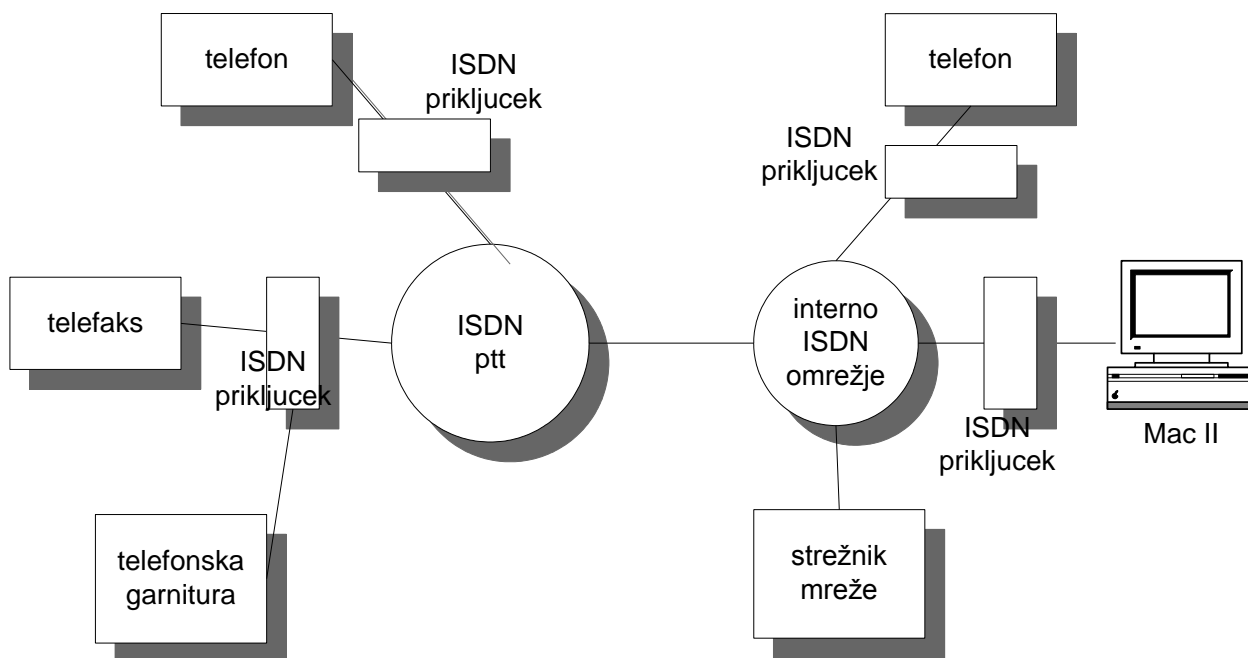 telefon
ISDN
prikljucek
telefon
ISDN
prikljucek
telefaks
ISDN
prikljucek
ISDN
ptt
interno
ISDN
omrežje
ISDN
prikljucek
Mac II
telefonska
garnitura
strežnik
mreže